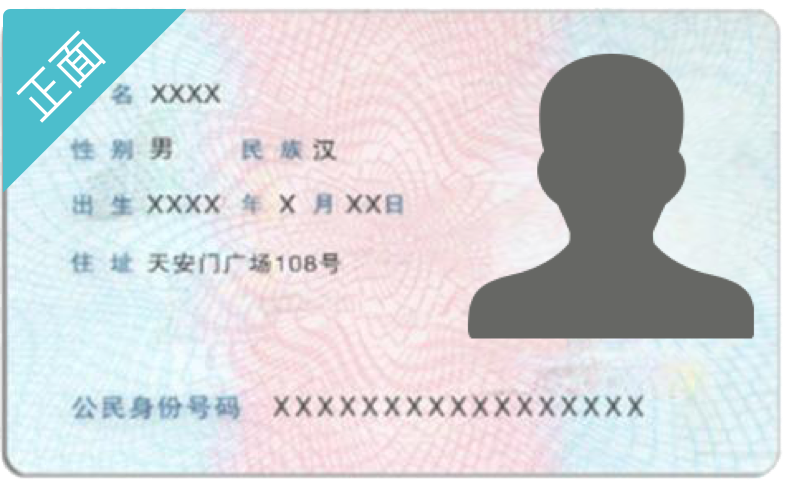 正面
名 XXXX
性 别 男 民 族 汉
出 生 XXXX 年 X 月 XX日
住 址 天安门广场108号
公民身份号码 XXXXXXXXXXXXXXXXX